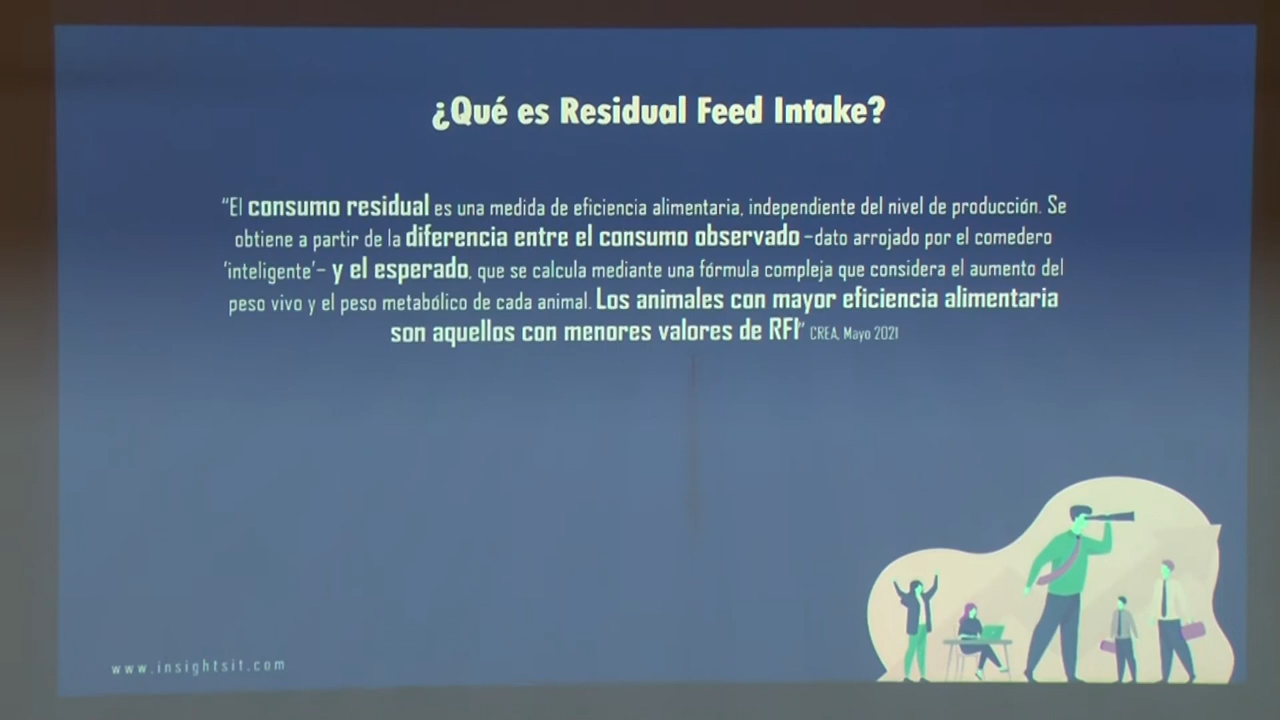 ¿Qué es Residual Feed Intake?
“El consumo residual es una medida de eficiencia alimentaria, independiente del nivel de producción. Se
obtiene a partir de la diferencia entre el consumo observado –dato arrojado por el comedero
‘inteligente’– y el esperado, que se calcula mediante una fórmula compleja que considera el aumento del
peso vivo y el peso metabólico de cada animal. Los animales con mayor eficiencia alimentaria
son aquellos con menores valores de RFI” CREA, Mayo 2021
www.insightsit.com